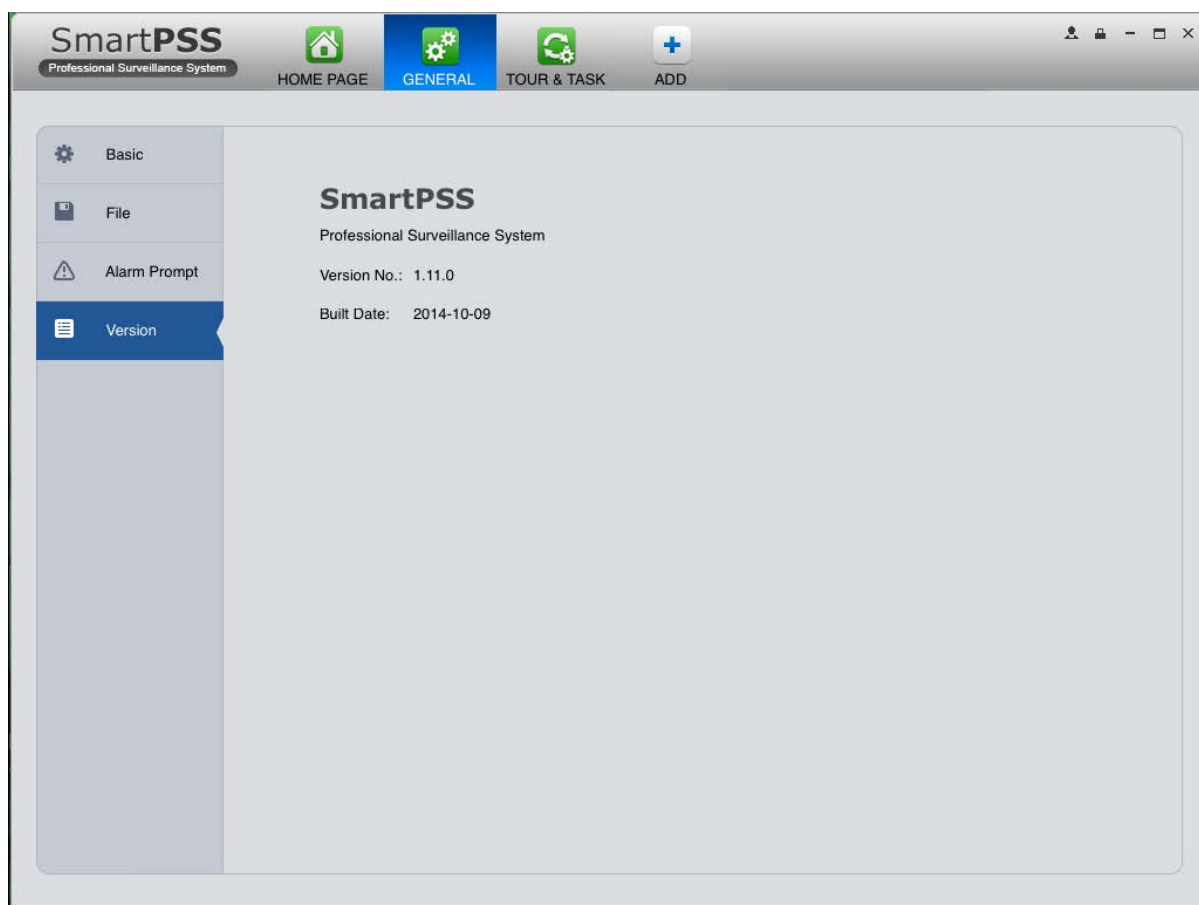 SmartPSS
Professional Surveillance System
HOME PAGE
GENERAL
TOUR & TASK
ADD
Basic
File
Alarm Prompt
Version
SmartPSS
Professional Surveillance System
Version No.: 1.11.0
Built Date: 2014-10-09